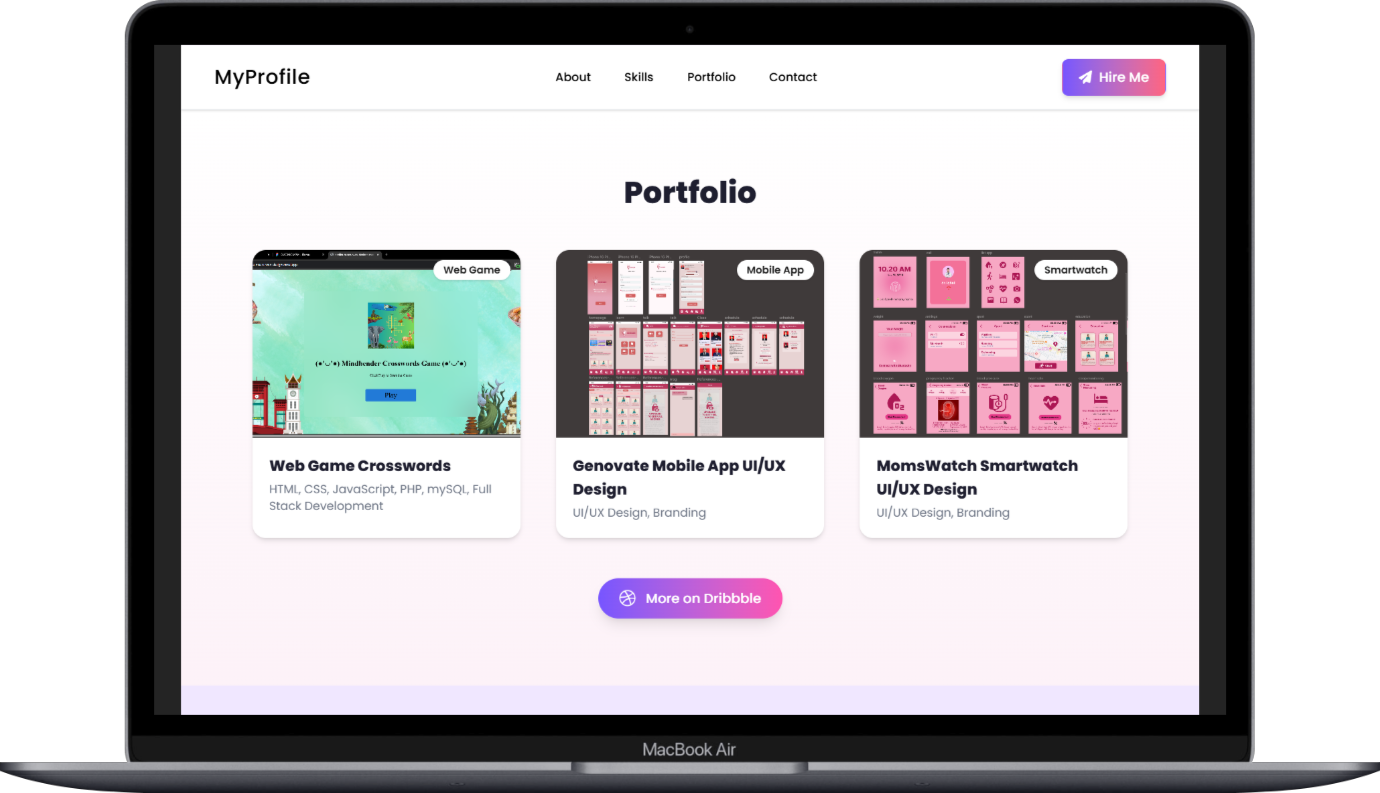 MyProfile
About
Skills
Portfolio
Contact
Hire Me
Portfolio
Web Game
(●'◡'●) Mindbender Crosswords Game (●'◡'●)
Play
Web Game Crosswords
HTML, CSS, JavaScript, PHP, mySQL, Full
Stack Development
Mobile App
Genovate Mobile App UI/UX
Design
UI/UX Design, Branding
10.20 AM
Smartwatch
MomsWatch Smartwatch
UI/UX Design
UI/UX Design, Branding
More on Dribbble
MacBook Air